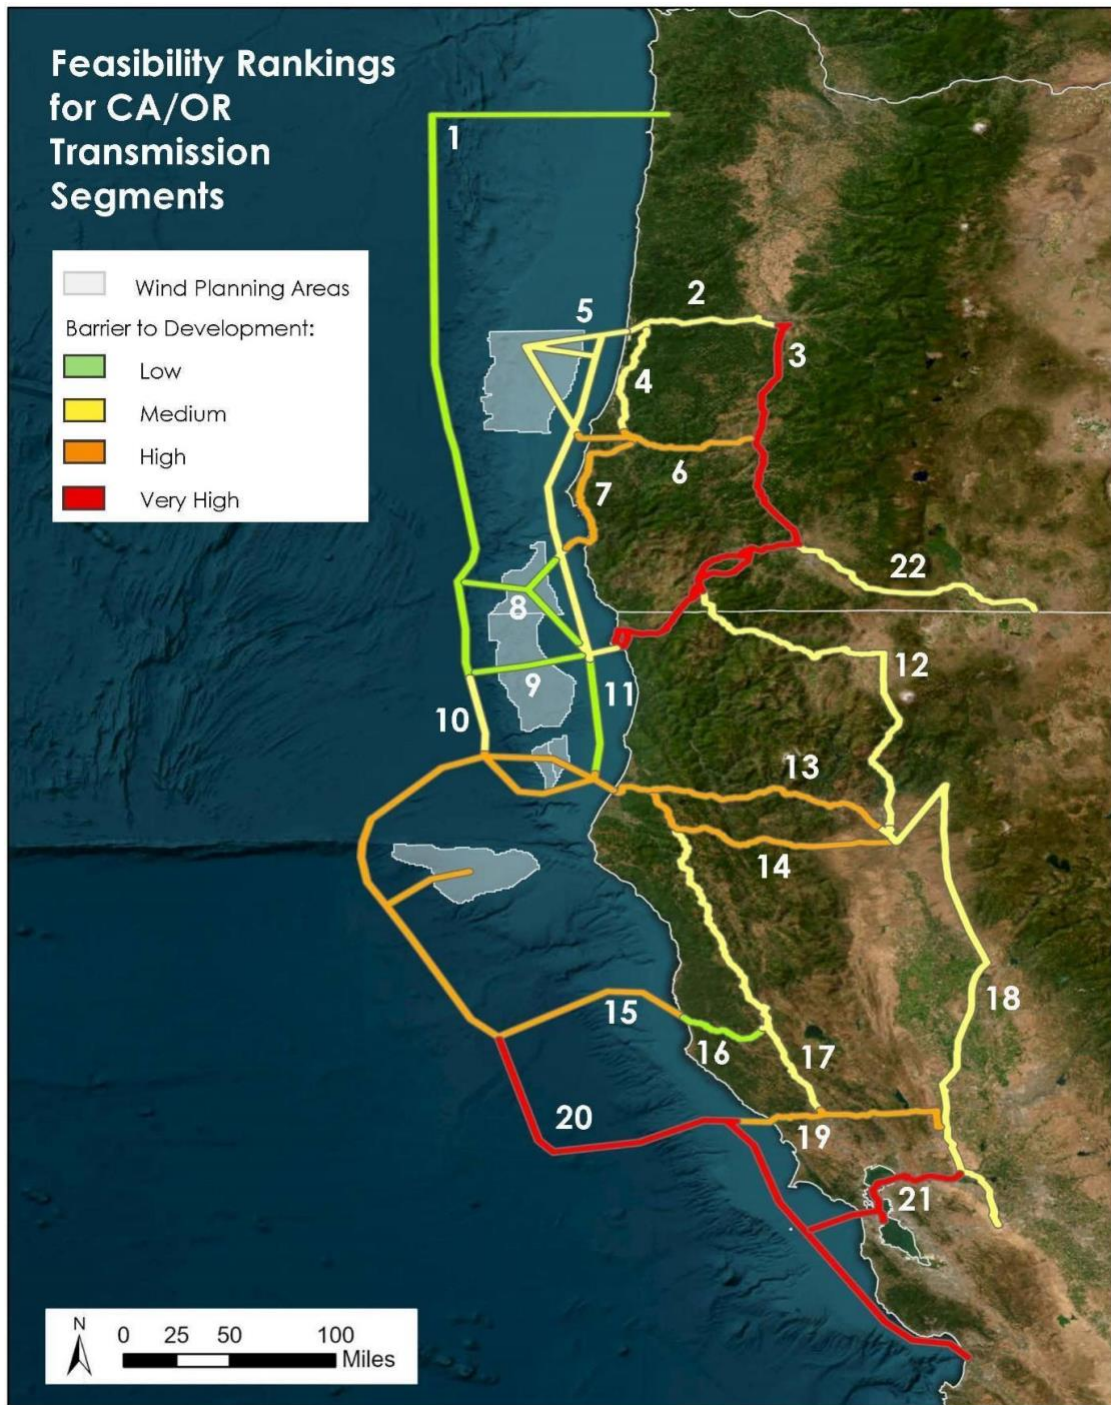 Feasibility Rankings
for CA/OR
Transmission
Segments
Wind Planning Areas
Barrier to Development:
Low
Medium
High
Very High
1
2
3
4
5
6
7
8
9
10
11
12
13
14
15
16
17
18
19
20
21
22
N
0 25 50 100
Miles